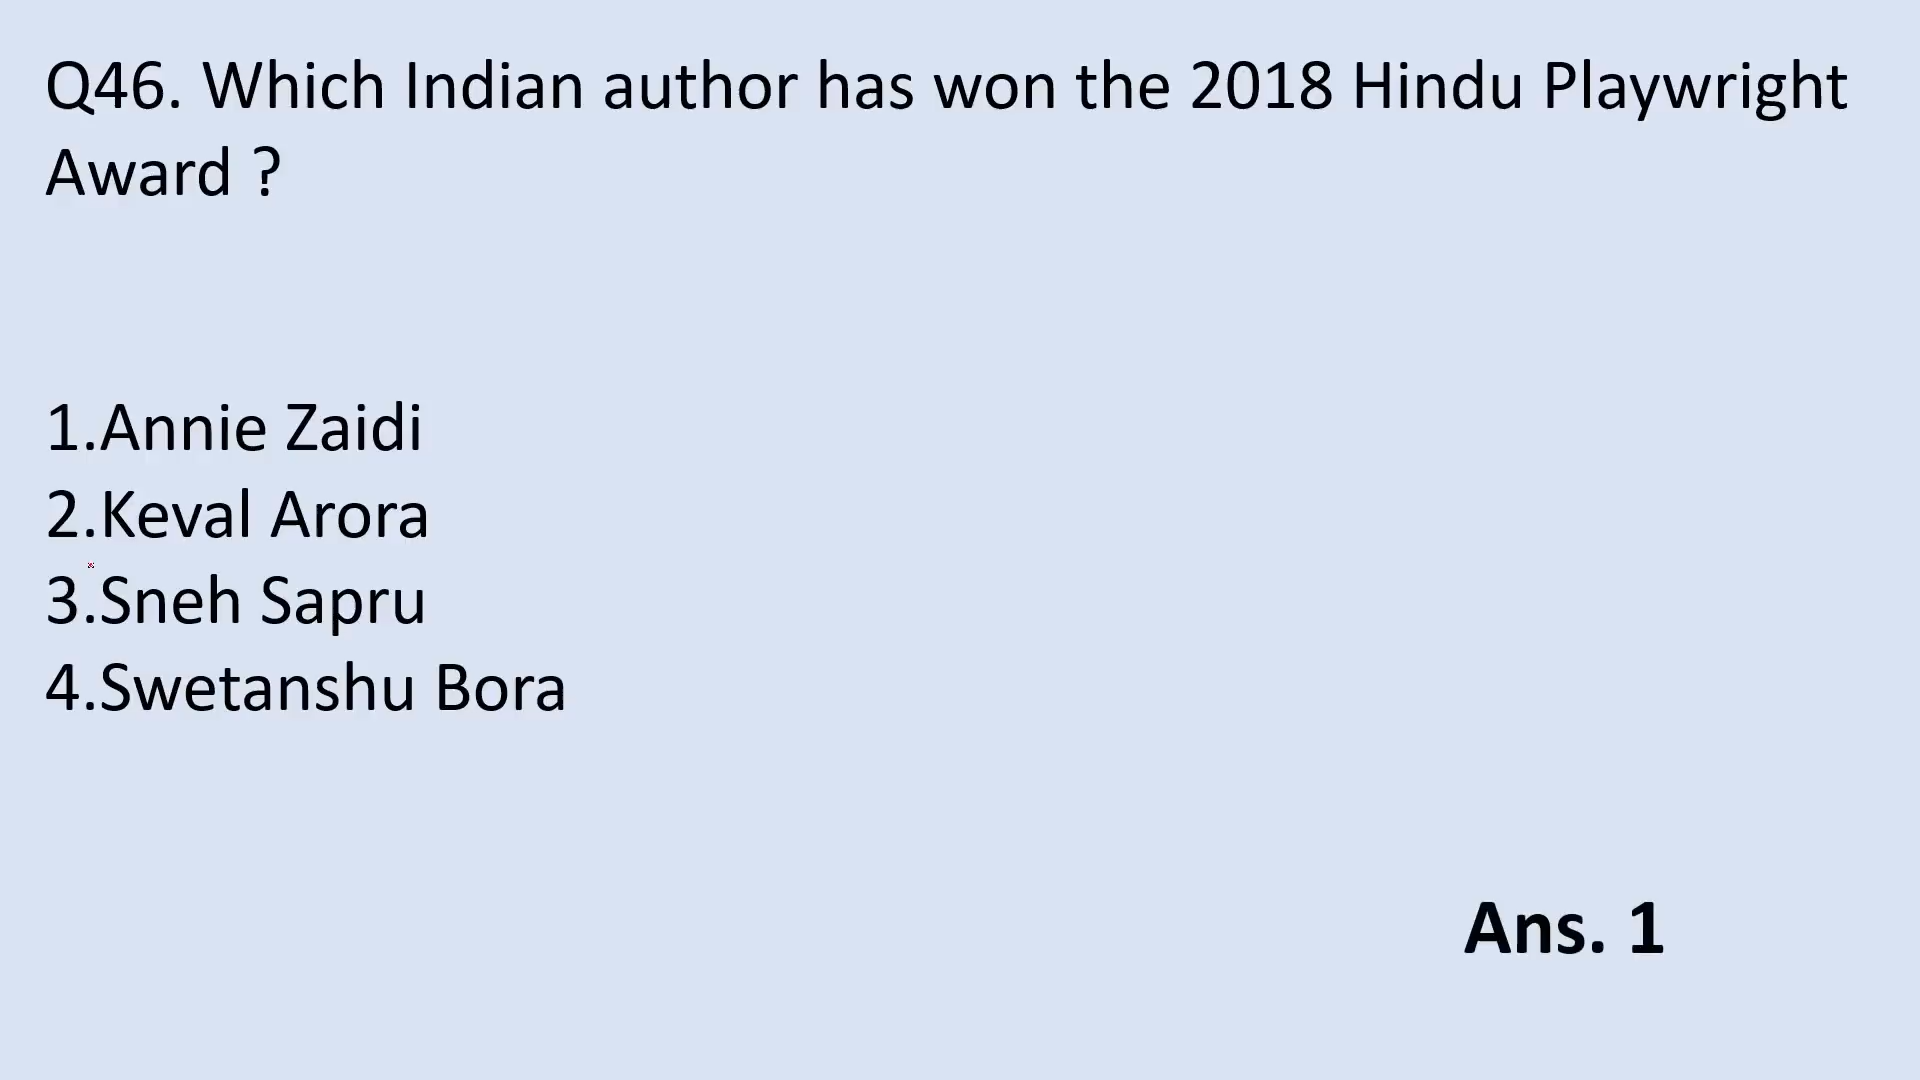 Q46. Which Indian author has won the 2018 Hindu Playwright
Award ?
1.Annie Zaidi
2.Keval Arora
3.Sneh Sapru
4.Swetanshu Bora
Ans. 1